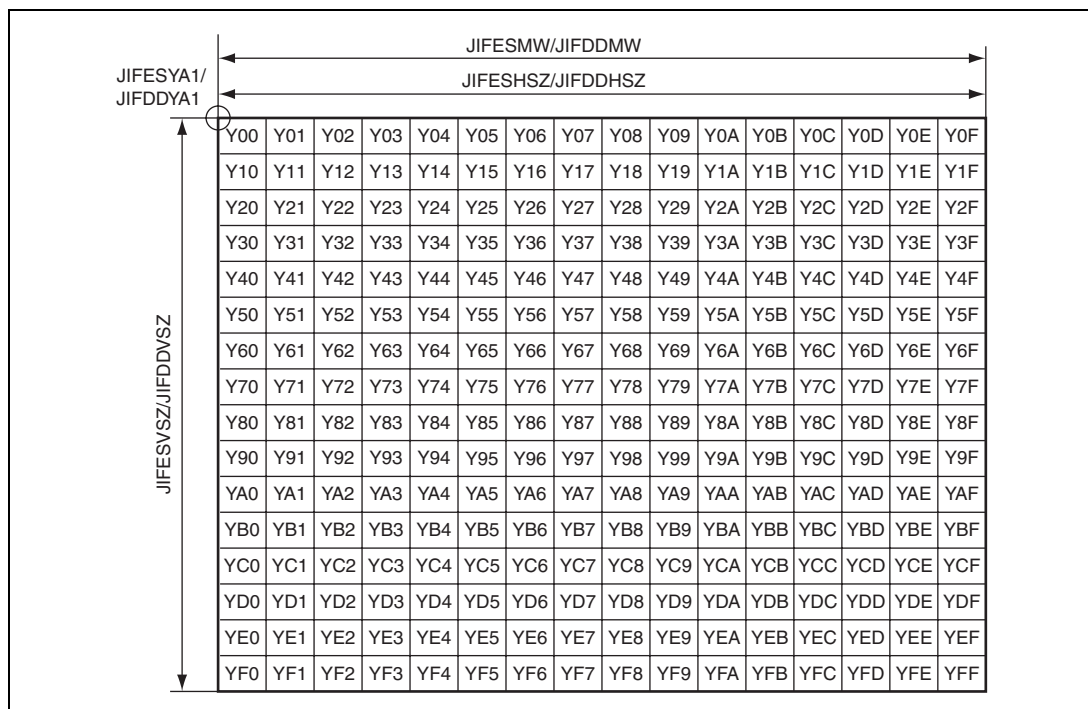 JIFESMW/JIFDDMW
JIFESYA1/
JIFDDYA1
JIFESHSZ/JIFDDHSZ
JIFESVSZ/JIFDDVSZ
Y00 Y01 Y02 Y03 Y04 Y05 Y06 Y07 Y08 Y09 Y0A Y0B Y0C Y0D Y0E Y0F
Y10 Y11 Y12 Y13 Y14 Y15 Y16 Y17 Y18 Y19 Y1A Y1B Y1C Y1D Y1E Y1F
Y20 Y21 Y22 Y23 Y24 Y25 Y26 Y27 Y28 Y29 Y2A Y2B Y2C Y2D Y2E Y2F
Y30 Y31 Y32 Y33 Y34 Y35 Y36 Y37 Y38 Y39 Y3A Y3B Y3C Y3D Y3E Y3F
Y40 Y41 Y42 Y43 Y44 Y45 Y46 Y47 Y48 Y49 Y4A Y4B Y4C Y4D Y4E Y4F
Y50 Y51 Y52 Y53 Y54 Y55 Y56 Y57 Y58 Y59 Y5A Y5B Y5C Y5D Y5E Y5F
Y60 Y61 Y62 Y63 Y64 Y65 Y66 Y67 Y68 Y69 Y6A Y6B Y6C Y6D Y6E Y6F
Y70 Y71 Y72 Y73 Y74 Y75 Y76 Y77 Y78 Y79 Y7A Y7B Y7C Y7D Y7E Y7F
Y80 Y81 Y82 Y83 Y84 Y85 Y86 Y87 Y88 Y89 Y8A Y8B Y8C Y8D Y8E Y8F
Y90 Y91 Y92 Y93 Y94 Y95 Y96 Y97 Y98 Y99 Y9A Y9B Y9C Y9D Y9E Y9F
YA0 YA1 YA2 YA3 YA4 YA5 YA6 YA7 YA8 YA9 YAA YAB YAC YAD YAE YAF
YB0 YB1 YB2 YB3 YB4 YB5 YB6 YB7 YB8 YB9 YBA YBB YBC YBD YBE YBF
YC0 YC1 YC2 YC3 YC4 YC5 YC6 YC7 YC8 YC9 YCA YCB YCC YCD YCE YCF
YD0 YD1 YD2 YD3 YD4 YD5 YD6 YD7 YD8 YD9 YDA YDB YDC YDD YDE YDF
YE0 YE1 YE2 YE3 YE4 YE5 YE6 YE7 YE8 YE9 YEA YEB YEC YED YEE YEF
YF0 YF1 YF2 YF3 YF4 YF5 YF6 YF7 YF8 YF9 YFA YFB YFC YFD YFE YFF